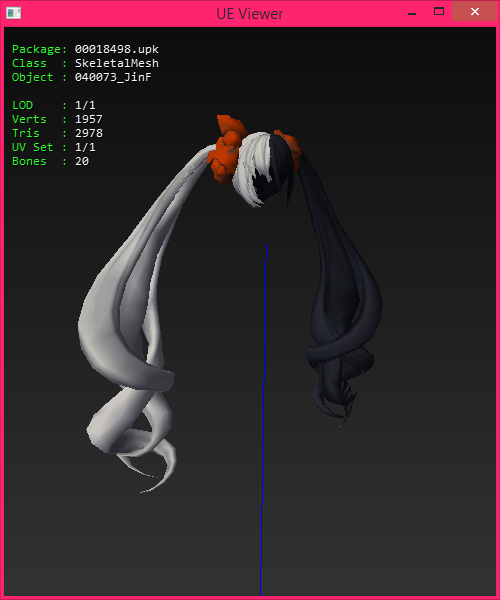 UE Viewer
Package: 00018498.upk
Class : SkeletalMesh
Object : 040073_JinF
LOD : 1/1
Verts : 1957
Tris : 2978
UV Set : 1/1
Bones : 20